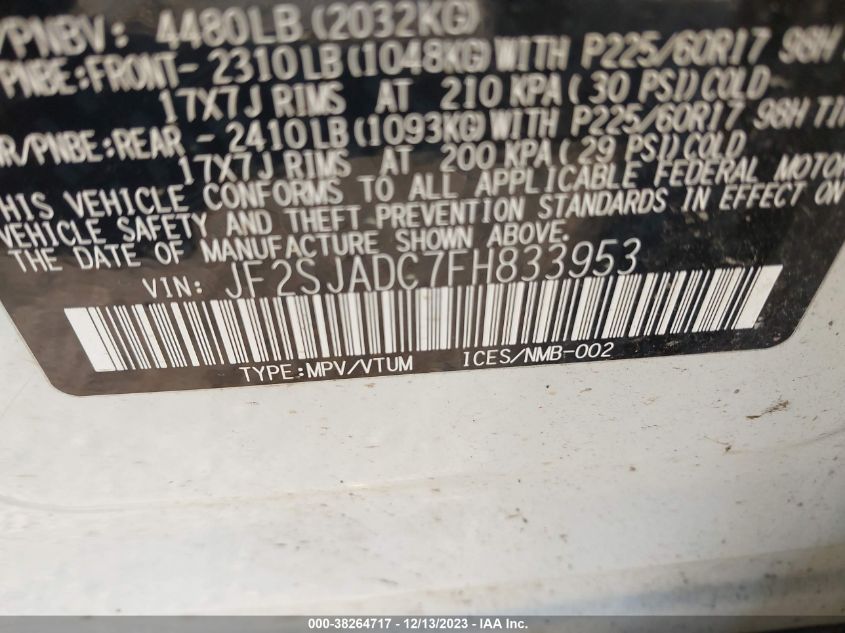 /PNBV: 4480LB (2032KG)
PNBE:FRONT- 2310LB(1048KG)WITH P225/60R17 98H
17X7J RIMS AT 210 KPA(30 PSI)COLD
R/PNBE:REAR - 2410LB(1093KG)WITH P225/60R17 98H
17X7J RIMS AT 200 KPA(29 PSI)COLD
HIS VEHICLE CONFORMS TO ALL APPLICABLE FEDERAL MOTOR
VEHICLE SAFETY AND THEFT PREVENTION STANDARDS IN EFFECT ON
THE DATE OF MANUFACTURE SHOWN ABOVE.
VIN: JF2SJADC7FH833953
TYPE:MPV/VTUM ICES/NMB-002
000-38264717 - 12/13/2023 - IAA Inc.